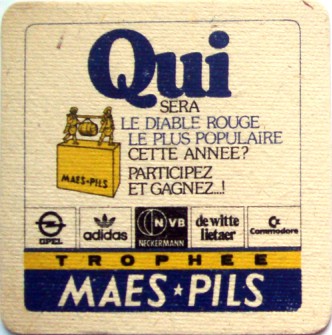 Qui
SERA
LE DIABLE ROUGE
LE PLUS POPULAIRE
CETTE ANNEE?
PARTICIPEZ
ET GAGNEZ..!
MAES★PILS
OPEL
adidas
NVB
NECKERMANN
de witte
lietaer
Commodore
TROPHEE
MAES★PILS